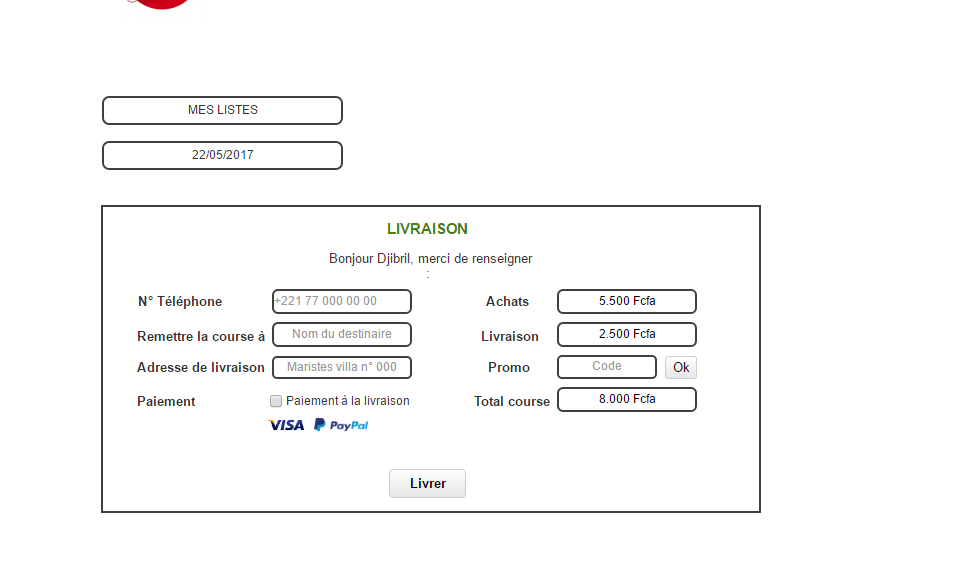 MES LISTES
22/05/2017
LIVRAISON
Bonjour Djibril, merci de renseigner
:
N° Téléphone +221 77 000 00 00 Achats 5.500 Fcfa
Remettre la course à Nom du destinaire Livraison 2.500 Fcfa
Adresse de livraison Maristes villa n° 000 Promo Code Ok
Paiement Paiement à la livraison Total course 8.000 Fcfa
VISA PayPal
Livrer